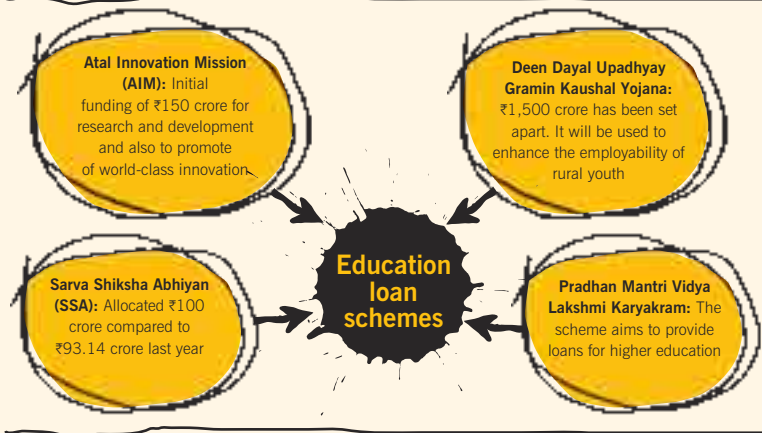 Atal Innovation Mission
(AIM): Initial
funding of ₹150 crore for
research and development
and also to promote
of world-class innovation
Deen Dayal Upadhyay
Gramin Kaushal Yojana:
₹1,500 crore has been set
apart. It will be used to
enhance the employability of
rural youth
Education
loan
schemes
Sarva Shiksha Abhiyan
(SSA): Allocated ₹100
crore compared to
₹93.14 crore last year
Pradhan Mantri Vidya
Lakshmi Karyakram: The
scheme aims to provide
loans for higher education